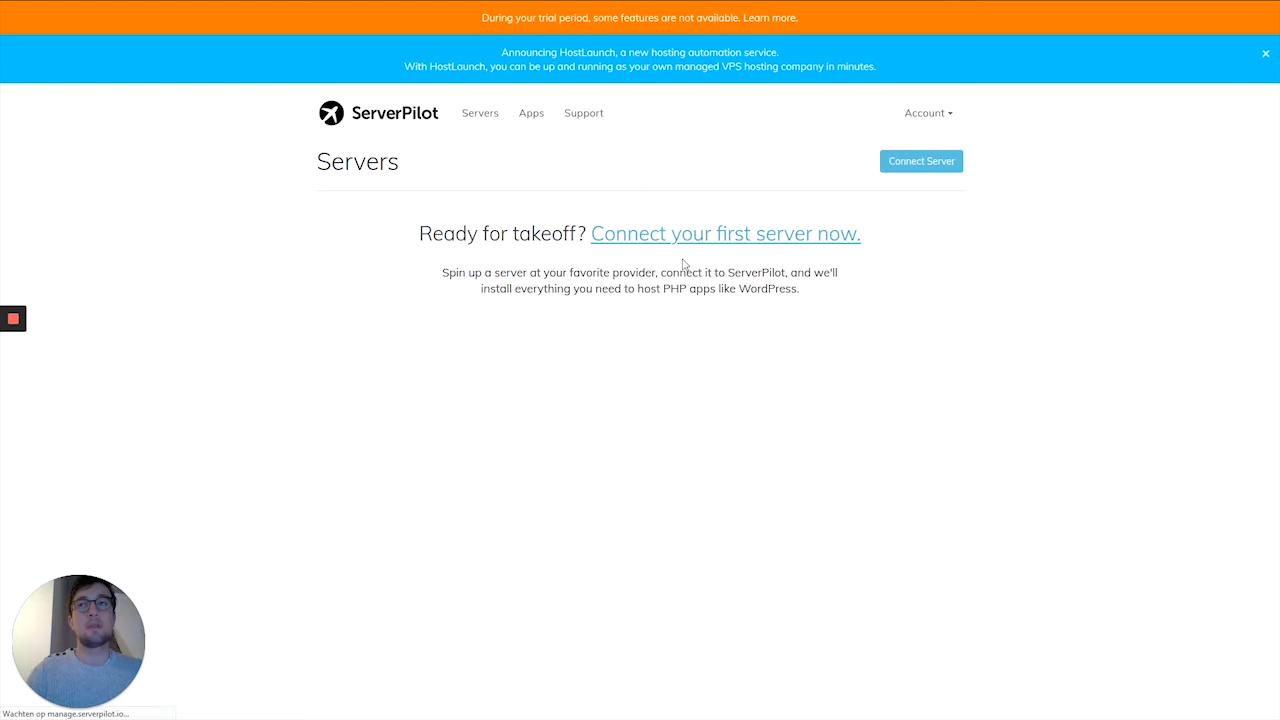 During your trial period, some features are not available. Learn more.
Announcing HostLaunch, a new hosting automation service.
With HostLaunch, you can be up and running as your own managed VPS hosting company in minutes.
ServerPilot Servers Apps Support Account
Servers Connect Server
Ready for takeoff? Connect your first server now.
Spin up a server at your favorite provider, connect it to ServerPilot, and we'll
install everything you need to host PHP apps like WordPress.
Wachten op manage.serverpilot.io...